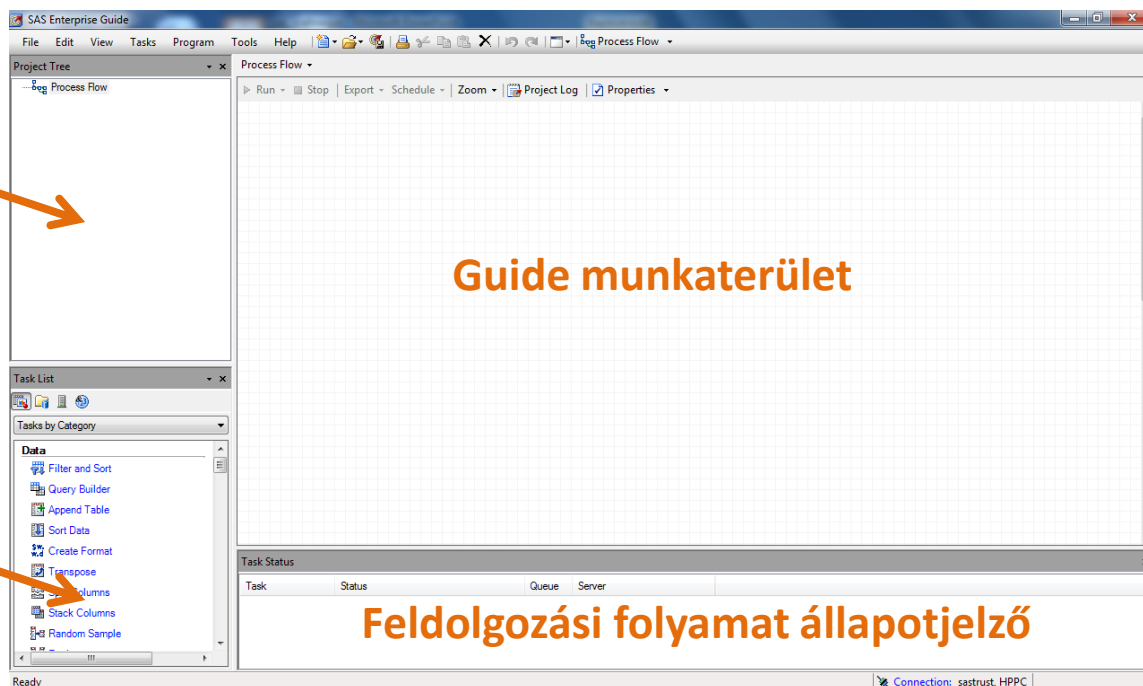 SAS Enterprise Guide
File Edit View Tasks Program Tools Help Process Flow
Project Tree
Process Flow
Process Flow
Run Stop Export Schedule Zoom Project Log Properties
Guide munkaterület
Task List
Tasks by Category
Data
Filter and Sort
Query Builder
Append Table
Sort Data
Create Format
Transpose
Columns
Stack Columns
Random Sample
Task Status
Task Status Queue Server
Feldolgozási folyamat állapotjelző
Ready
Connection: sastrust, HPPC